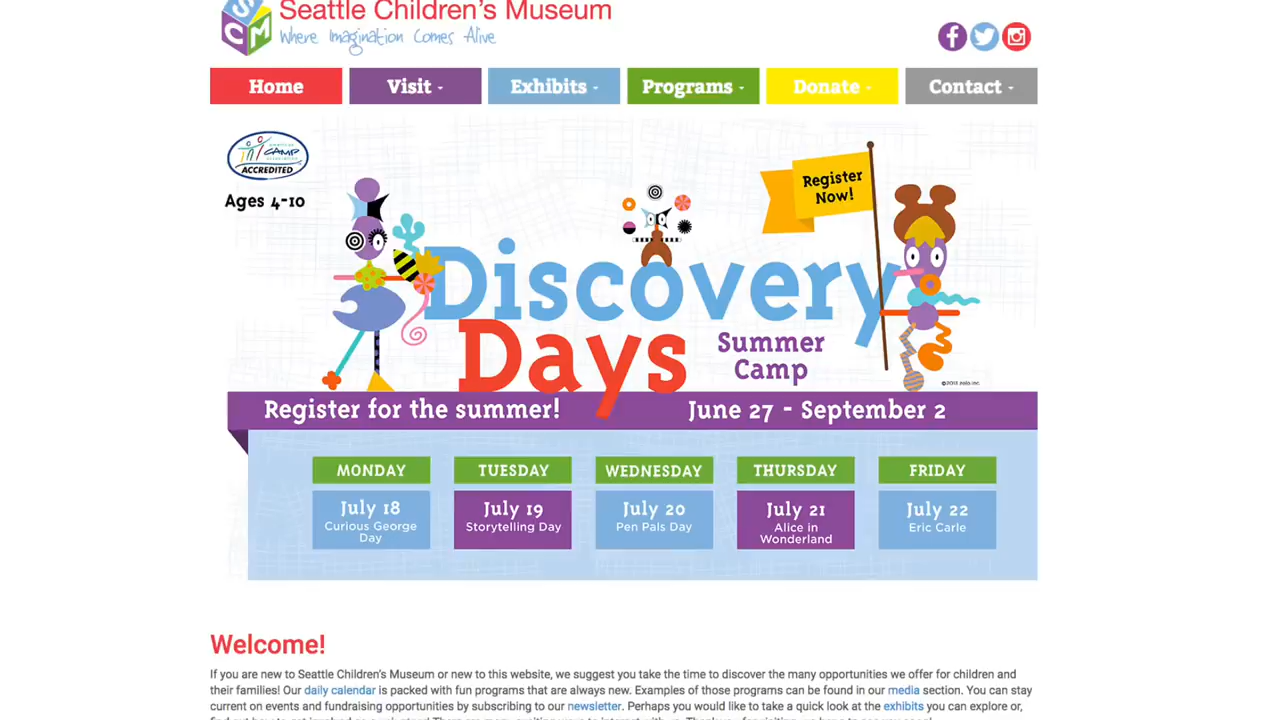 Seattle Children's Museum
SCM
Where Imagination Comes Alive
Home Visit Exhibits Programs Donate Contact
AMERICAN CAMP ASSOCIATION
ACCREDITED
Ages 4-10
Register
Now!
Discovery
Days
Summer
Camp
©2015 zolo inc.
Register for the summer! June 27 - September 2
MONDAY TUESDAY WEDNESDAY THURSDAY FRIDAY
July 18 July 19 July 20 July 21 July 22
Curious George Day Storytelling Day Pen Pals Day Alice in Wonderland Eric Carle
Welcome!
If you are new to Seattle Children's Museum or new to this website, we suggest you take the time to discover the many opportunities we offer for children and
their families! Our daily calendar is packed with fun programs that are always new. Examples of those programs can be found in our media section. You can stay
current on events and fundraising opportunities by subscribing to our newsletter. Perhaps you would like to take a quick look at the exhibits you can explore or,